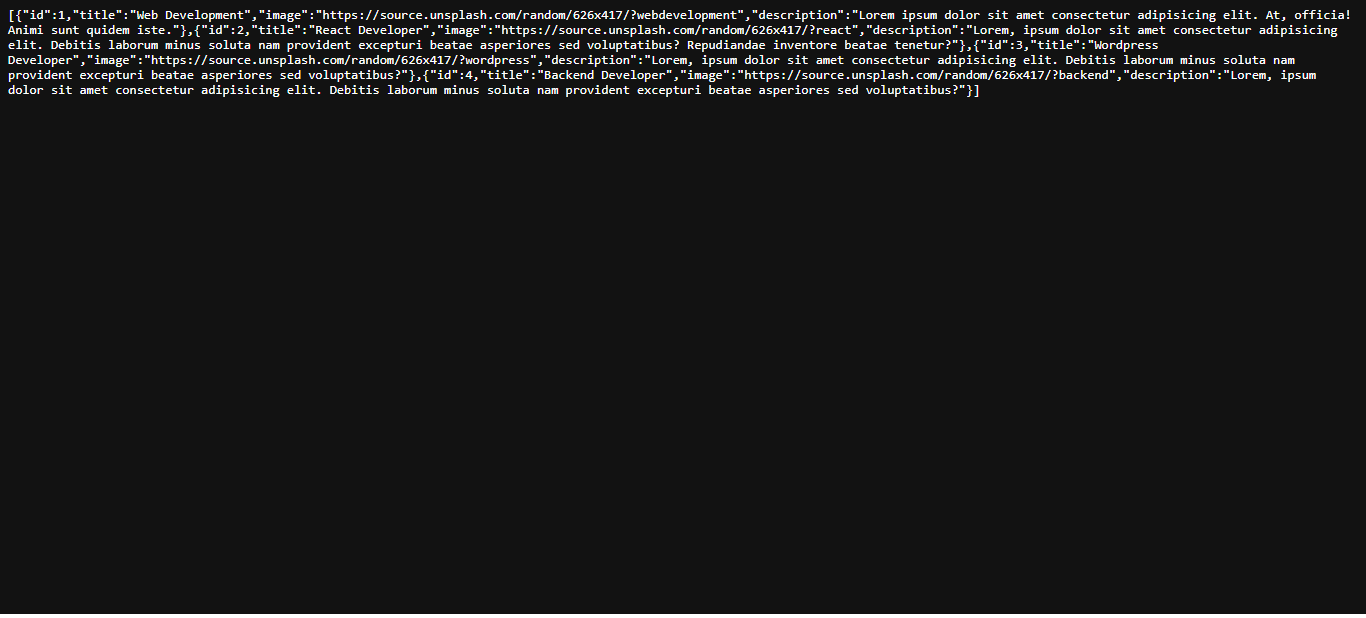 [{"id":1,"title":"Web Development","image":"https://source.unsplash.com/random/626x417/?webdevelopment","description":"Lorem ipsum dolor sit amet consectetur adipisicing elit. At, officia!
Animi sunt quidem iste."},{"id":2,"title":"React Developer","image":"https://source.unsplash.com/random/626x417/?react","description":"Lorem, ipsum dolor sit amet consectetur adipisicing
elit. Debitis laborum minus soluta nam provident excepturi beatae asperiores sed voluptatibus? Repudiandae inventore beatae tenetur?"},{"id":3,"title":"Wordpress
Developer","image":"https://source.unsplash.com/random/626x417/?wordpress","description":"Lorem, ipsum dolor sit amet consectetur adipisicing elit. Debitis laborum minus soluta nam
provident excepturi beatae asperiores sed voluptatibus?"},{"id":4,"title":"Backend Developer","image":"https://source.unsplash.com/random/626x417/?backend","description":"Lorem, ipsum
dolor sit amet consectetur adipisicing elit. Debitis laborum minus soluta nam provident excepturi beatae asperiores sed voluptatibus?"}]